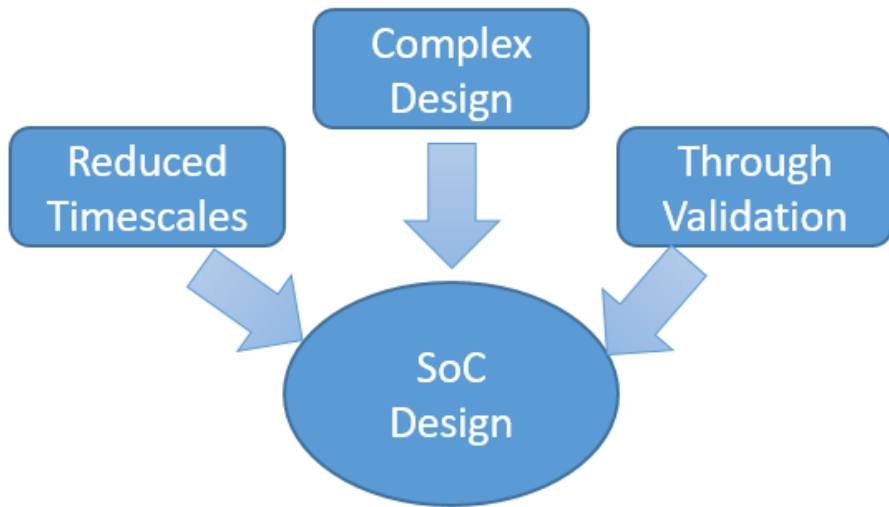 Complex
Design
Reduced
Timescales
Through
Validation
SoC
Design